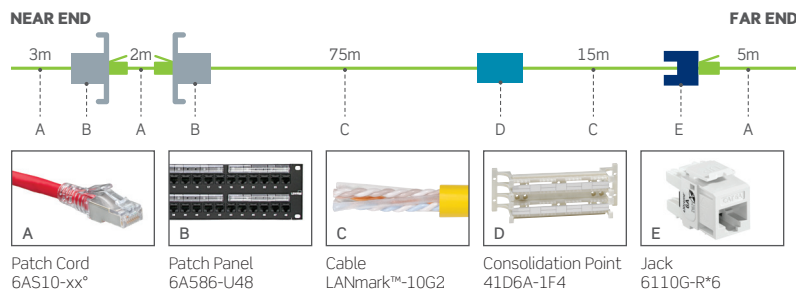 NEAR END
FAR END
3m
2m
75m
15m
5m
A
B
A
B
C
D
C
E
A
A
B
C
D
E
Patch Cord
6AS10-xx°
Patch Panel
6A586-U48
Cable
LANmark™-10G2
Consolidation Point
41D6A-1F4
Jack
6110G-R*6